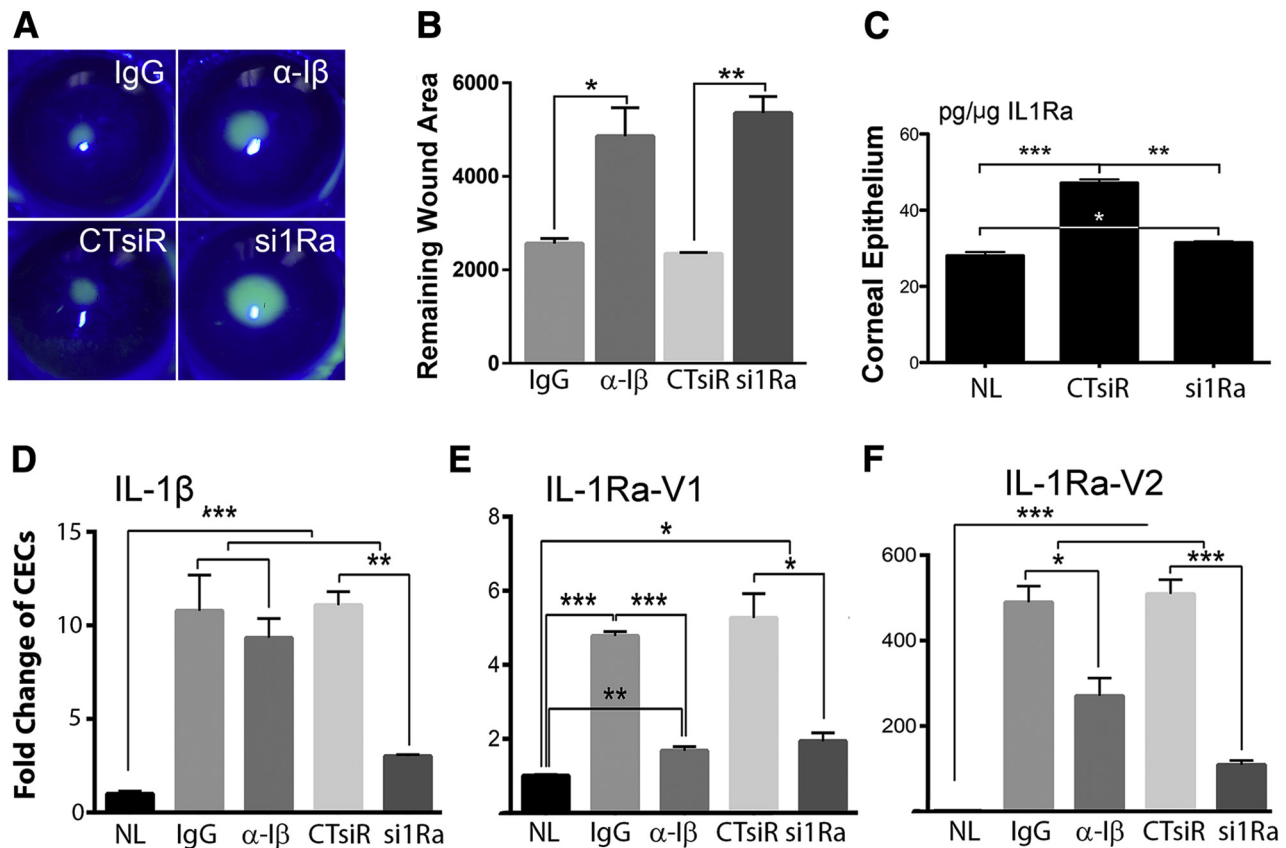 A
IgG
α-Iβ
CTsiR
si1Ra
B
Remaining Wound Area
6000
4000
2000
0
*
**
IgG
α-Iβ
CTsiR
si1Ra
C
pg/μg IL1Ra
Corneal Epithelium
60
40
20
0
***
**
*
NL
CTsiR
si1Ra
D
IL-1β
Fold Change of CECs
15
10
5
0
***
**
NL
IgG
α-Iβ
CTsiR
si1Ra
E
IL-1Ra-V1
8
6
4
2
*
***
***
*
**
NL
IgG
α-Iβ
CTsiR
si1Ra
F
IL-1Ra-V2
600
400
200
***
*
***
NL
IgG
α-Iβ
CTsiR
si1Ra